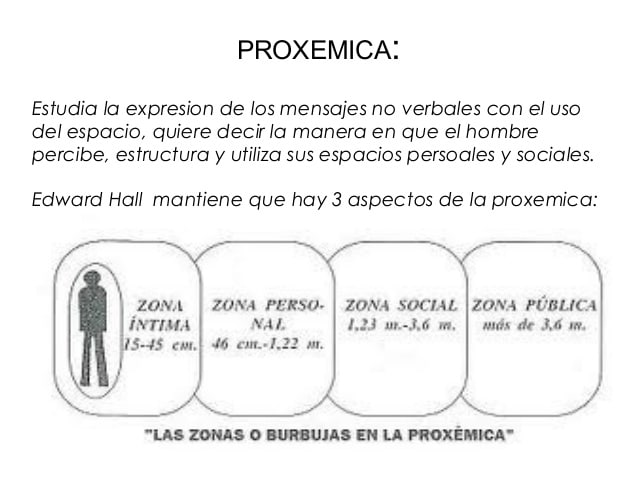 PROXEMICA:
Estudia la expresion de los mensajes no verbales con el uso
del espacio, quiere decir la manera en que el hombre
percibe, estructura y utiliza sus espacios persoales y sociales.
Edward Hall mantiene que hay 3 aspectos de la proxemica:
ZONA
ÍNTIMA
15-45 cm.
ZONA PERSO-
NAL
46 cm.-1,22 m.
ZONA SOCIAL
1,23 m.-3,6 m.
ZONA PÚBLICA
más de 3,6 m.
"LAS ZONAS O BURBUJAS EN LA PROXÉMICA"